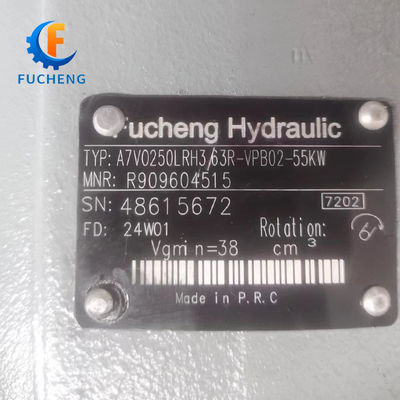 FUCHENG
Fucheng Hydraulic
TYP: A7VO250LRH3/63R-VPB02-55KW
MNR: R909604515
SN: 48615672
7202
FD: 24W01
Rotation:
Vgmin=38 cm³
Made in P.R.C